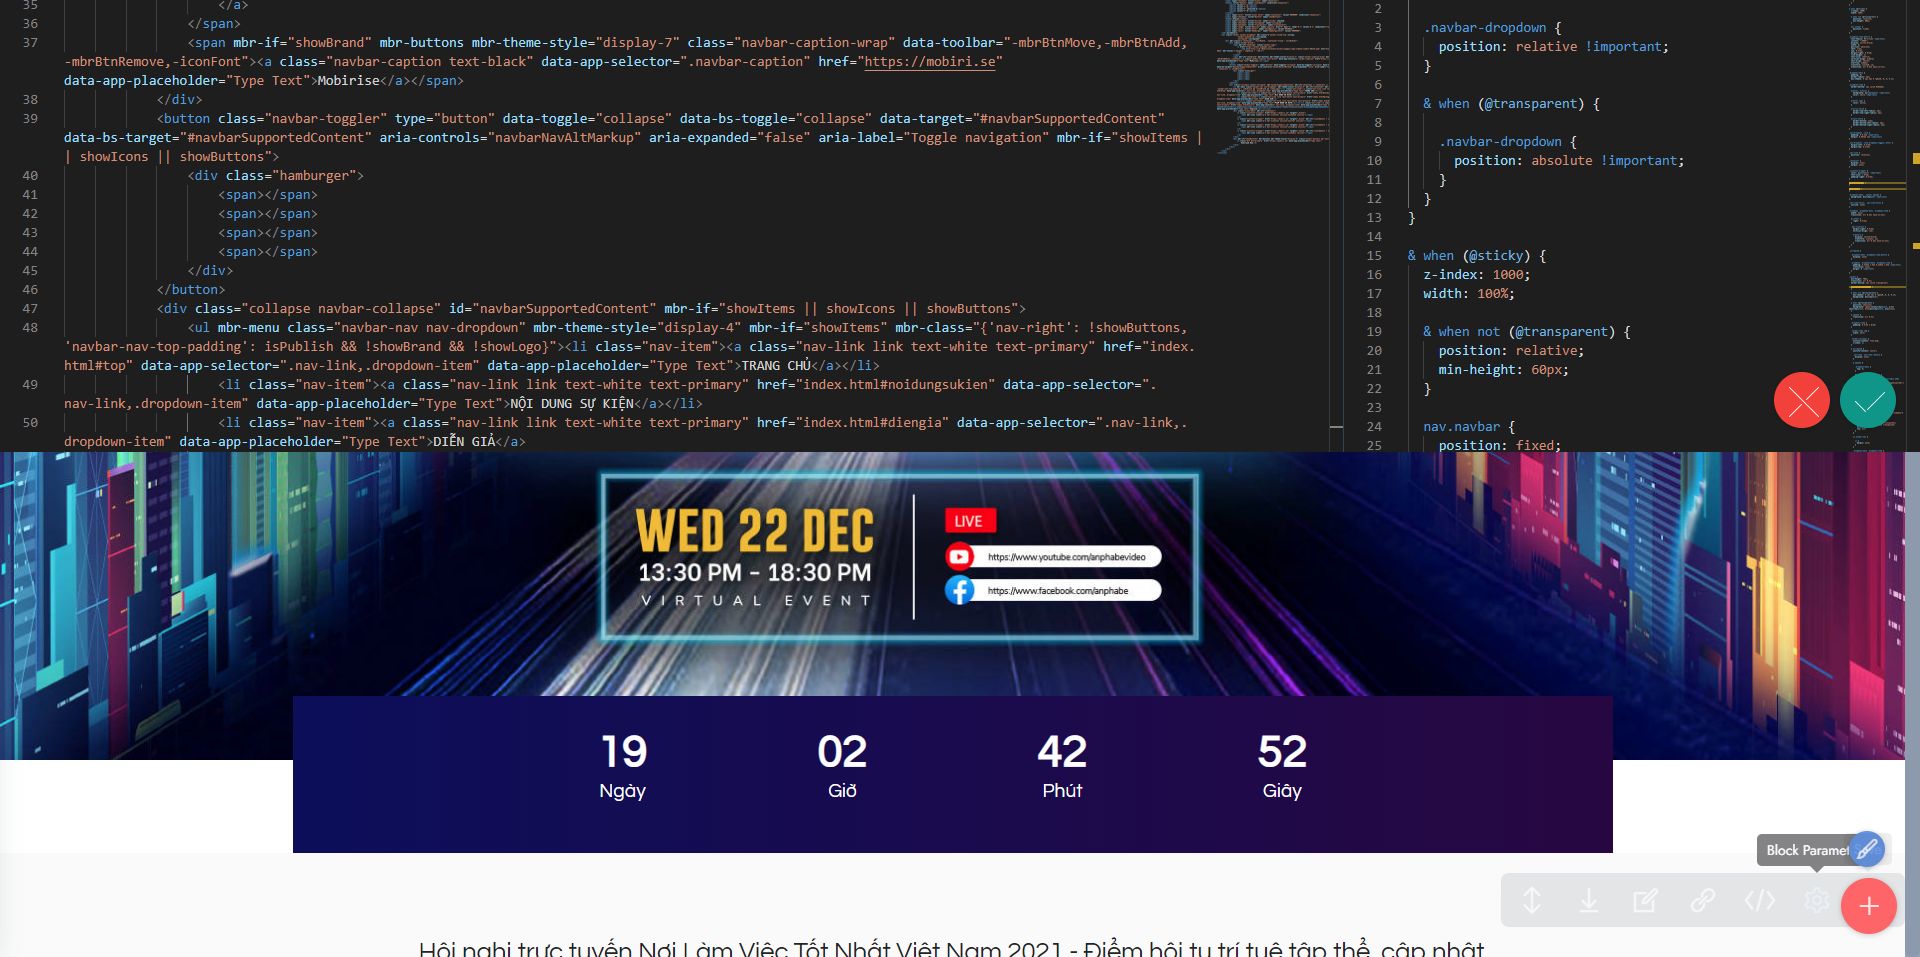 35 </a>
36 </span>
37 <span mbr-if="showBrand" mbr-buttons mbr-theme-style="display-7" class="navbar-caption-wrap" data-toolbar="-mbrBtnMove,-mbrBtnAdd,
-mbrBtnRemove,-iconFont"><a class="navbar-caption text-black" data-app-selector=".navbar-caption" href="https://mobiri.se"
data-app-placeholder="Type Text">Mobirise</a></span>
38 </div>
39 <button class="navbar-toggler" type="button" data-toggle="collapse" data-bs-toggle="collapse" data-target="#navbarSupportedContent"
data-bs-target="#navbarSupportedContent" aria-controls="navbarNavAltMarkup" aria-expanded="false" aria-label="Toggle navigation" mbr-if="showItems |
| showIcons || showButtons">
40 <div class="hamburger">
41 <span></span>
42 <span></span>
43 <span></span>
44 <span></span>
45 </div>
46 </button>
47 <div class="collapse navbar-collapse" id="navbarSupportedContent" mbr-if="showItems || showIcons || showButtons">
48 <ul mbr-menu class="navbar-nav nav-dropdown" mbr-theme-style="display-4" mbr-if="showItems" mbr-class="{'nav-right': !showButtons,
'navbar-nav-top-padding': isPublish && !showBrand && !showLogo}"><li class="nav-item"><a class="nav-link link text-white text-primary" href="index.
html#top" data-app-selector=".nav-link,.dropdown-item" data-app-placeholder="Type Text">TRANG CHỦ</a></li>
49 <li class="nav-item"><a class="nav-link link text-white text-primary" href="index.html#noidungsukien" data-app-selector=".
nav-link,.dropdown-item" data-app-placeholder="Type Text">NỘI DUNG SỰ KIỆN</a></li>
50 <li class="nav-item"><a class="nav-link link text-white text-primary" href="index.html#diengia" data-app-selector=".nav-link,.
dropdown-item" data-app-placeholder="Type Text">DIỄN GIẢ</a>
2
3 .navbar-dropdown {
4 position: relative !important;
5 }
6
7 & when (@transparent) {
8
9 .navbar-dropdown {
10 position: absolute !important;
11 }
12 }
13 }
14
15 & when (@sticky) {
16 z-index: 1000;
17 width: 100%;
18
19 & when not (@transparent) {
20 position: relative;
21 min-height: 60px;
22 }
23
24 nav.navbar {
25 position: fixed;
WED 22 DEC
13:30 PM - 18:30 PM
VIRTUAL EVENT
LIVE
https://www.youtube.com/anphabevideo
https://www.facebook.com/anphabe
19 02 42 52
Ngày Giờ Phút Giây
Block Paramet
Hội nghị trực tuyến Nơi Làm Việc Tốt Nhất Việt Nam 2021 - Điểm hội tụ trí tuệ tập thể, cập nhật